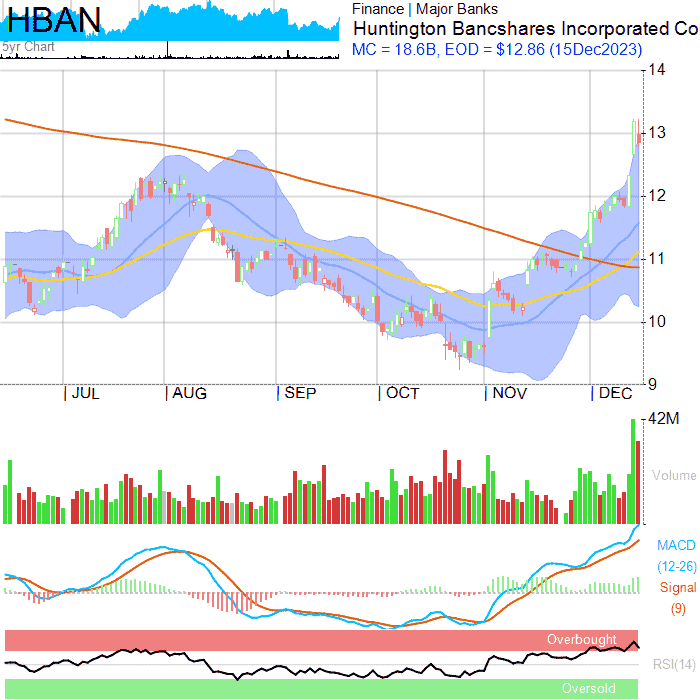 HBAN
5yr Chart
Finance | Major Banks
Huntington Bancshares Incorporated Co
MC = 18.6B, EOD = $12.86 (15Dec2023)
14
13
12
11
10
9
| JUL
| AUG
| SEP
| OCT
| NOV
| DEC
42M
Volume
MACD
(12-26)
Signal
(9)
Overbought
RSI(14)
Oversold